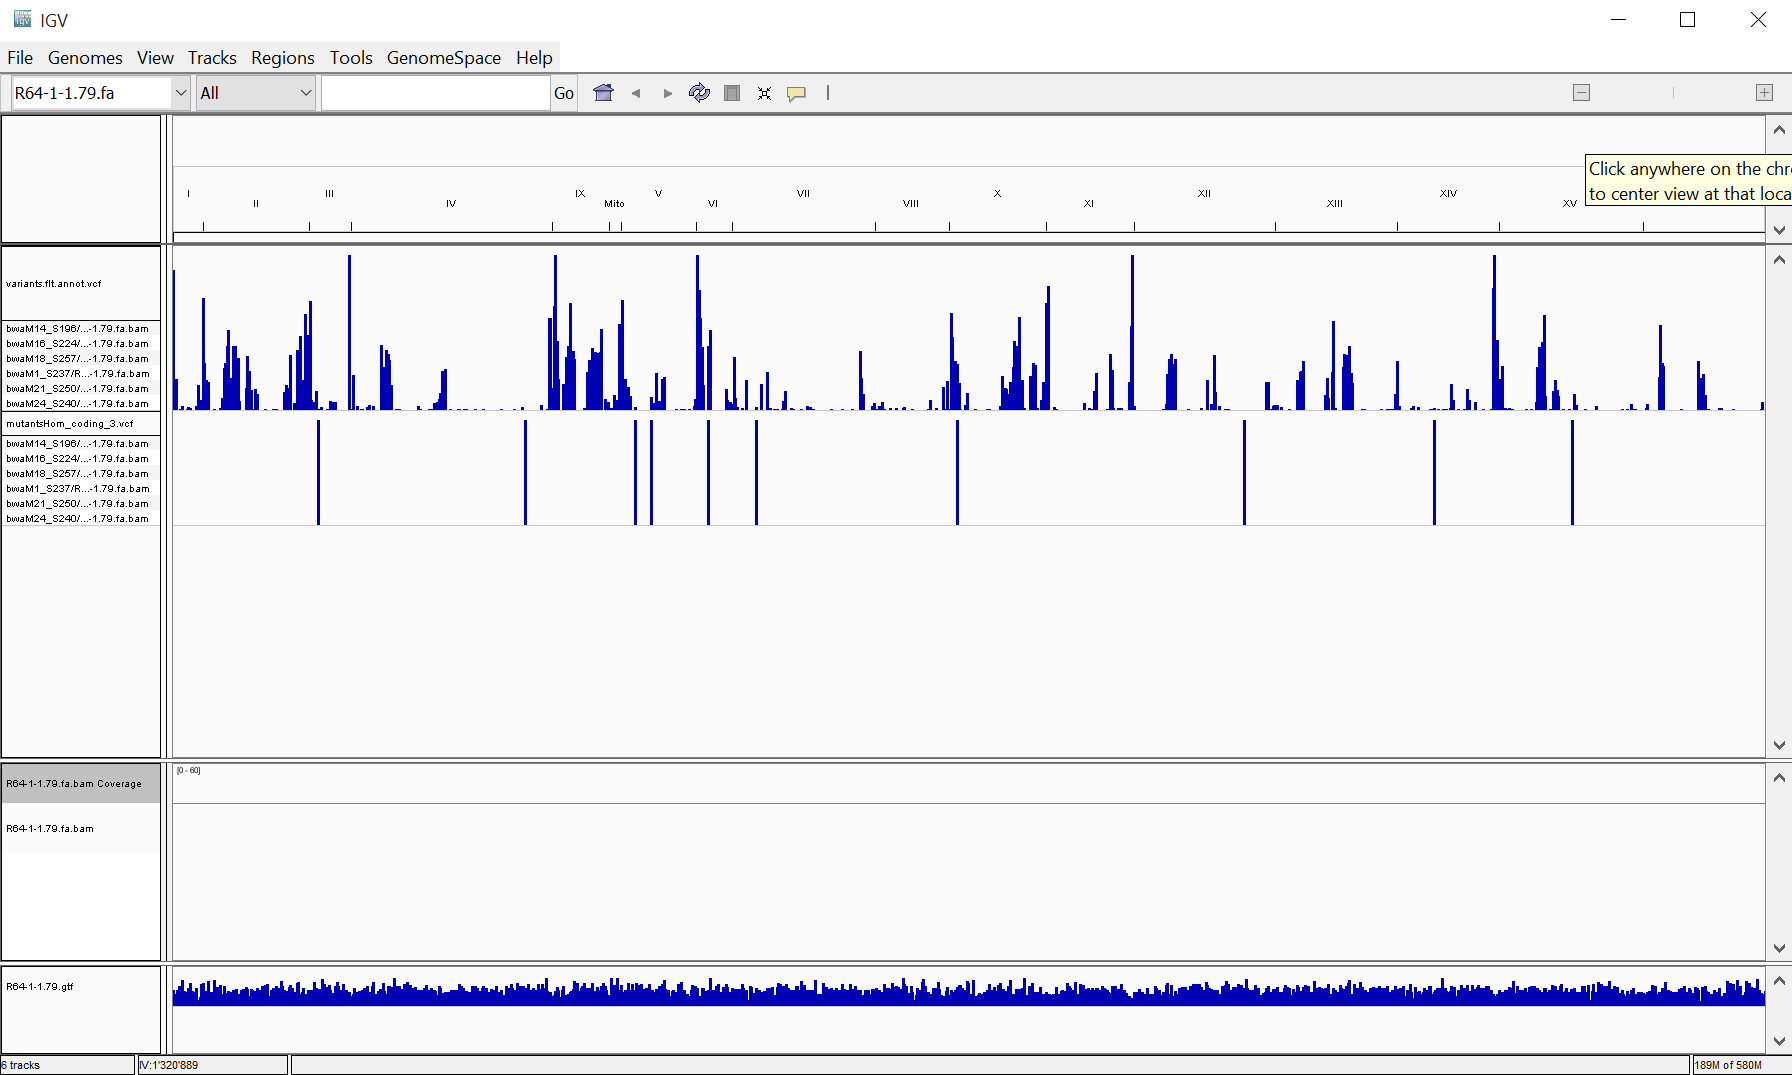 IGV
File Genomes View Tracks Regions Tools GenomeSpace Help
R64-1-1.79.fa All Go
Click anywhere on the chro
to center view at that loca
I III IX V VII X XII XIV
II IV Mito VI VIII XI XIII XV
variants.flt.annot.vcf
bwaM14_S196/...-1.79.fa.bam
bwaM16_S224/...-1.79.fa.bam
bwaM18_S257/...-1.79.fa.bam
bwaM1_S237/R...-1.79.fa.bam
bwaM21_S250/...-1.79.fa.bam
bwaM24_S240/...-1.79.fa.bam
mutantsHom_coding_3.vcf
bwaM14_S196/...-1.79.fa.bam
bwaM16_S224/...-1.79.fa.bam
bwaM18_S257/...-1.79.fa.bam
bwaM1_S237/R...-1.79.fa.bam
bwaM21_S250/...-1.79.fa.bam
bwaM24_S240/...-1.79.fa.bam
[0 - 60]
R64-1-1.79.fa.bam Coverage
R64-1-1.79.fa.bam
R64-1-1.79.gtf
6 tracks IV:1'320'889 189M of 580M